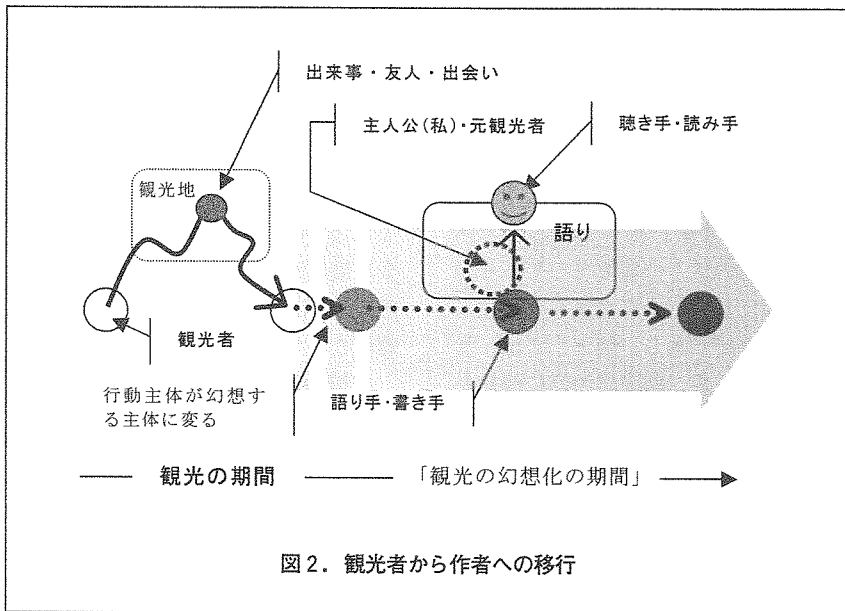 出来事・友人・出会い
主人公(私)・元観光者
聴き手・読み手
観光地
語り
観光者
行動主体が幻想す
る主体に変る
語り手・書き手
観光の期間
「観光の幻想化の期間」
図2. 観光者から作者への移行